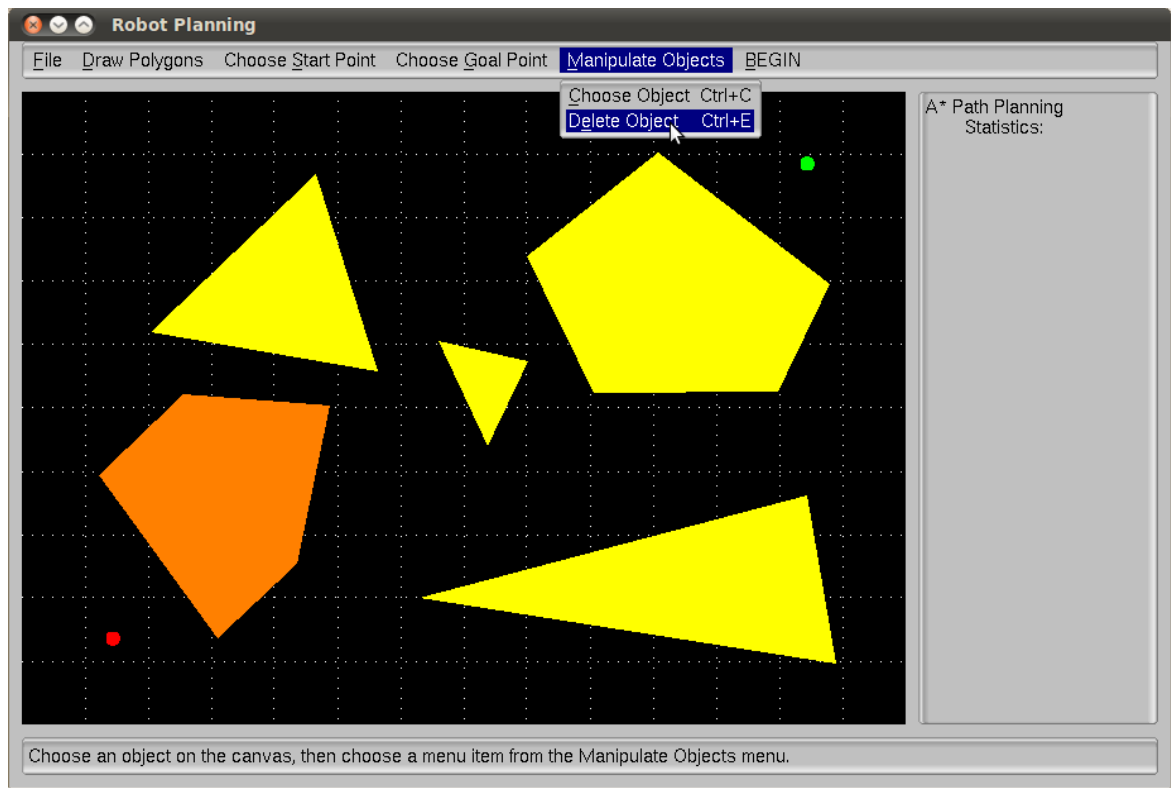 Robot Planning
File Draw Polygons Choose Start Point Choose Goal Point Manipulate Objects BEGIN
Choose Object Ctrl+C
Delete Object Ctrl+E
A* Path Planning
Statistics:
Choose an object on the canvas, then choose a menu item from the Manipulate Objects menu.